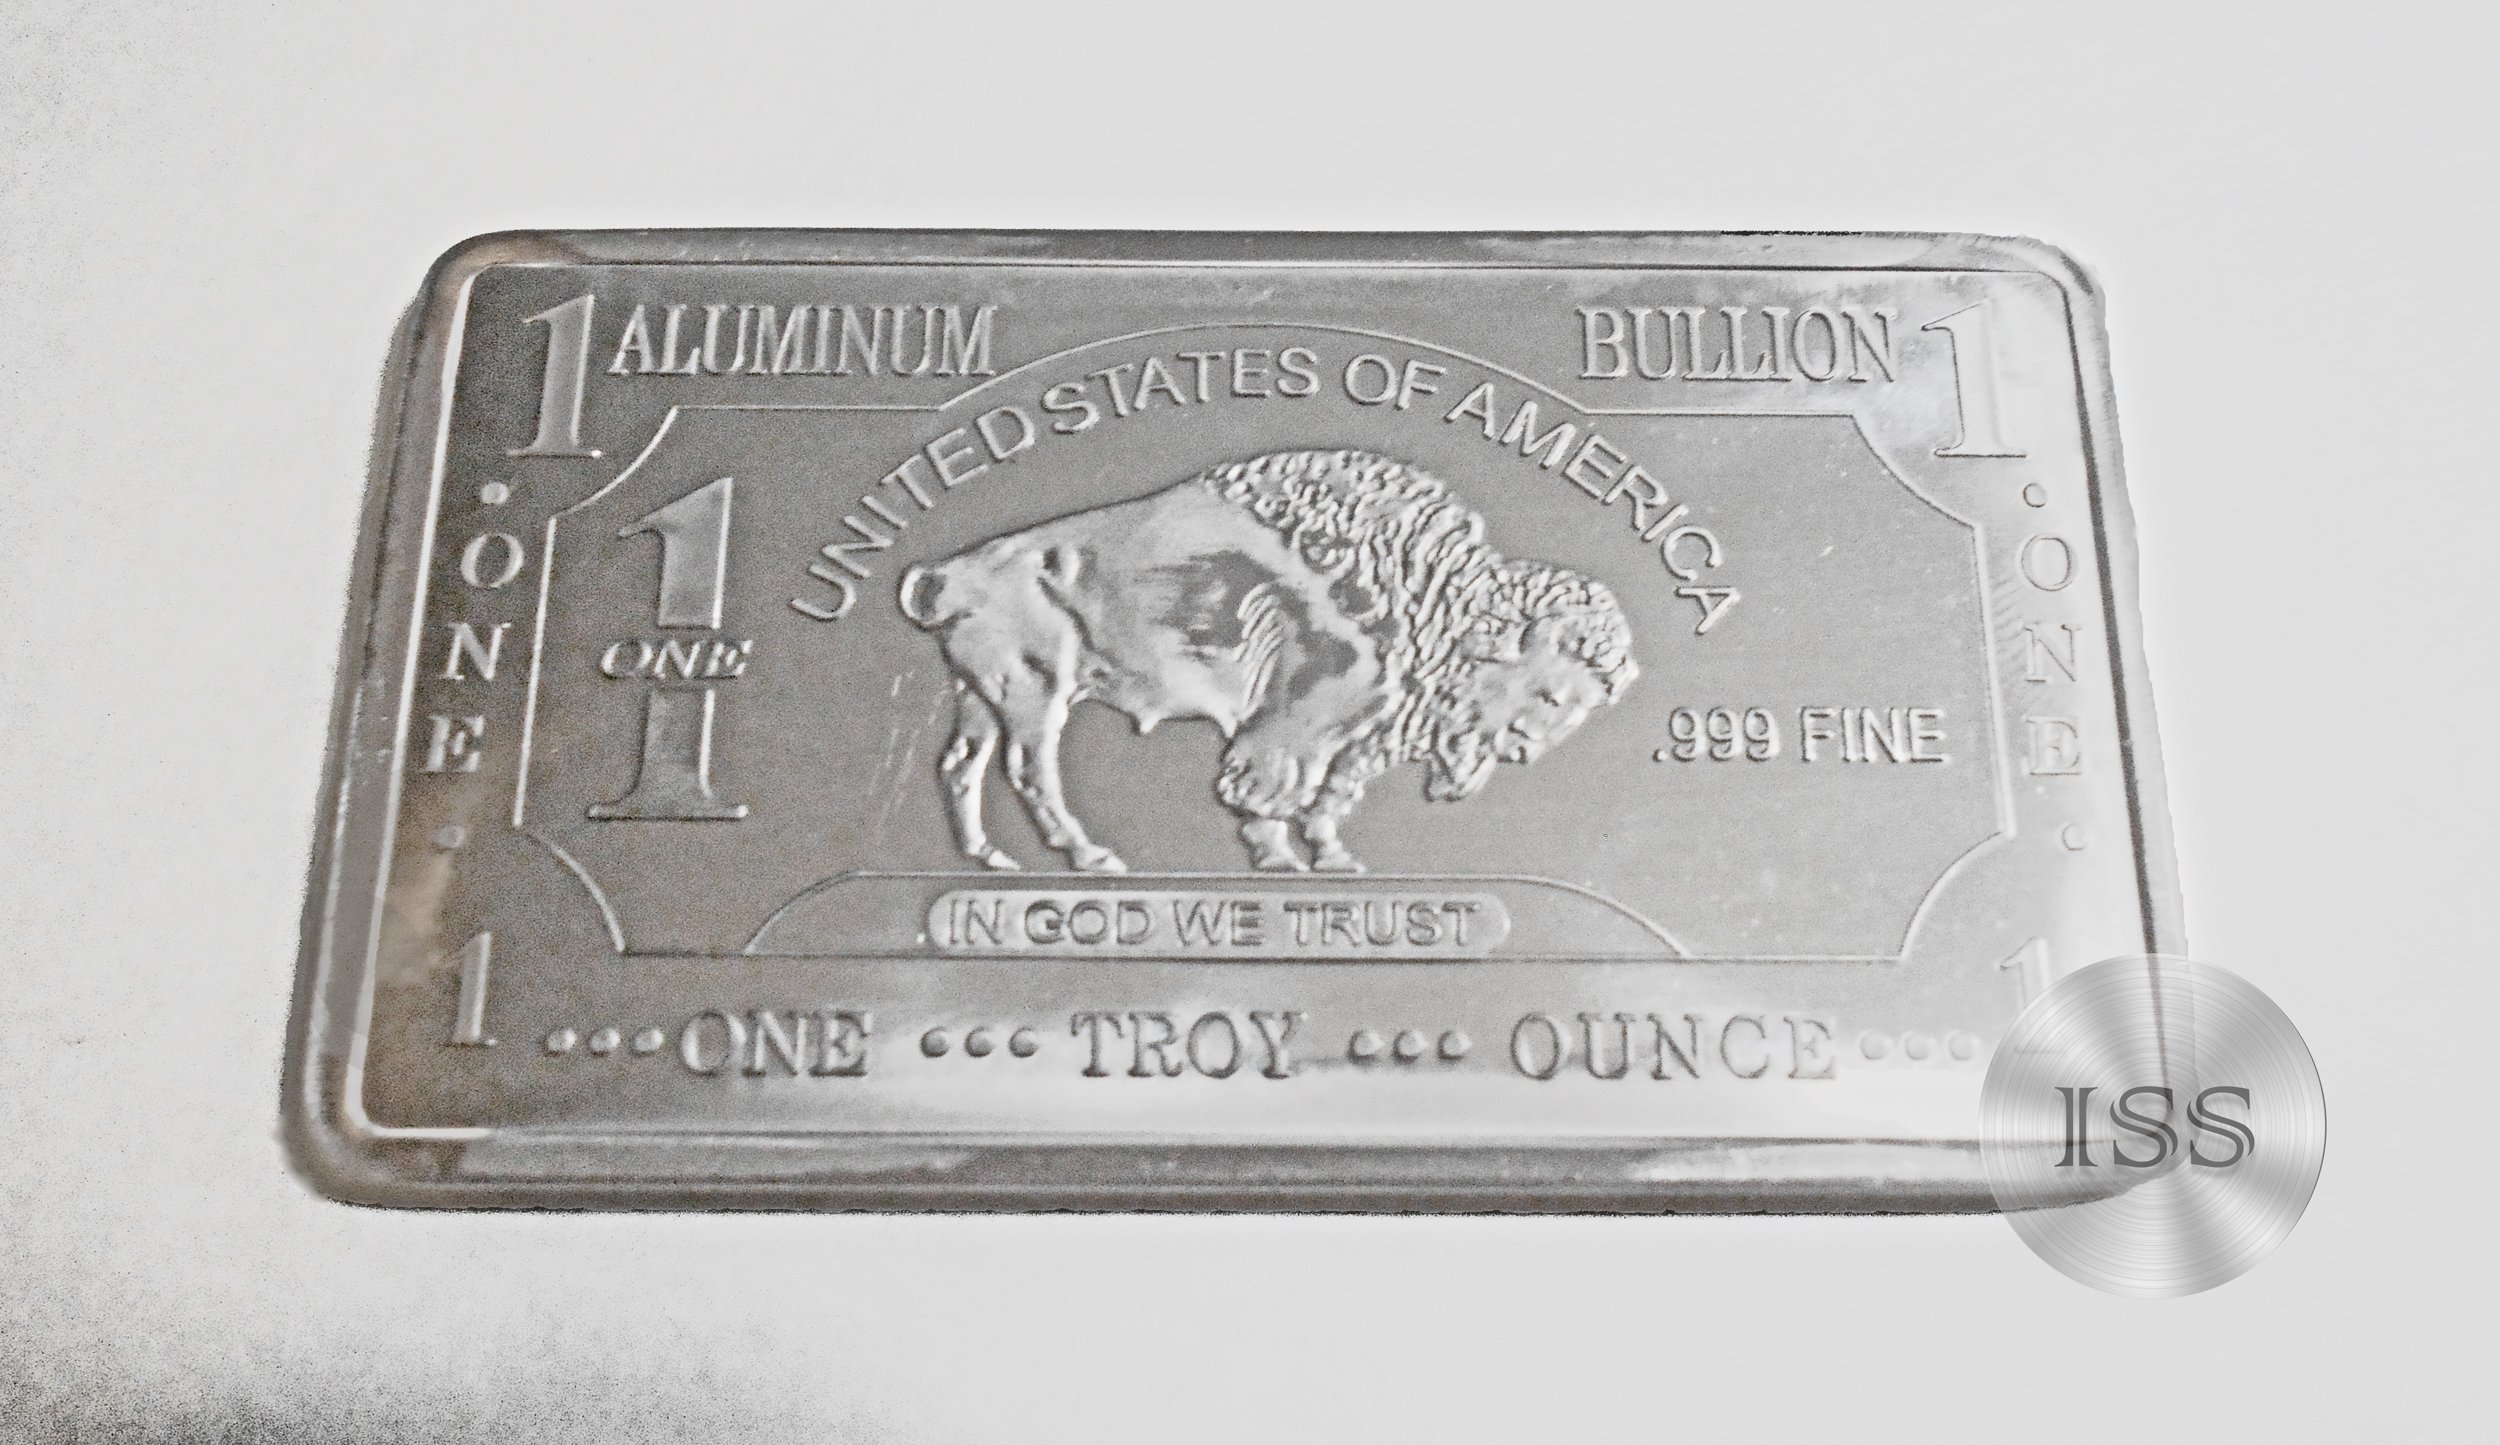 1 ALUMINUM BULLION 1
UNITED STATES OF AMERICA
• ONE •
1
ONE
1
.999 FINE
• ONE •
IN GOD WE TRUST
1 ••• ONE ••• TROY ••• OUNCE ••• 1
ISS